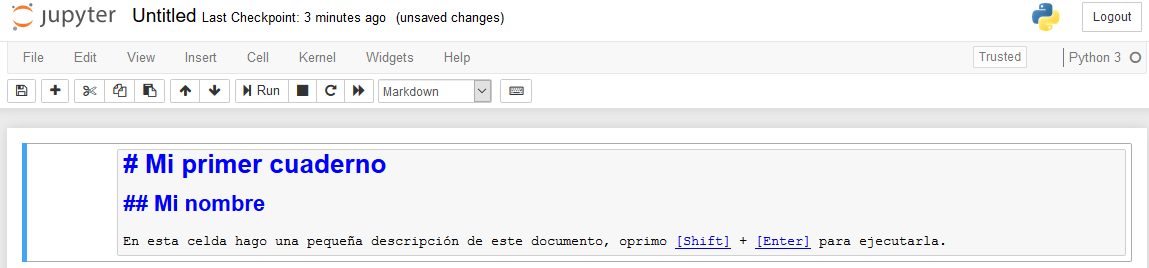 jupyter Untitled Last Checkpoint: 3 minutes ago (unsaved changes) Logout
File Edit View Insert Cell Kernel Widgets Help Trusted Python 3
Run Markdown
# Mi primer cuaderno
## Mi nombre
En esta celda hago una pequeña descripción de este documento, oprimo [Shift] + [Enter] para ejecutarla.